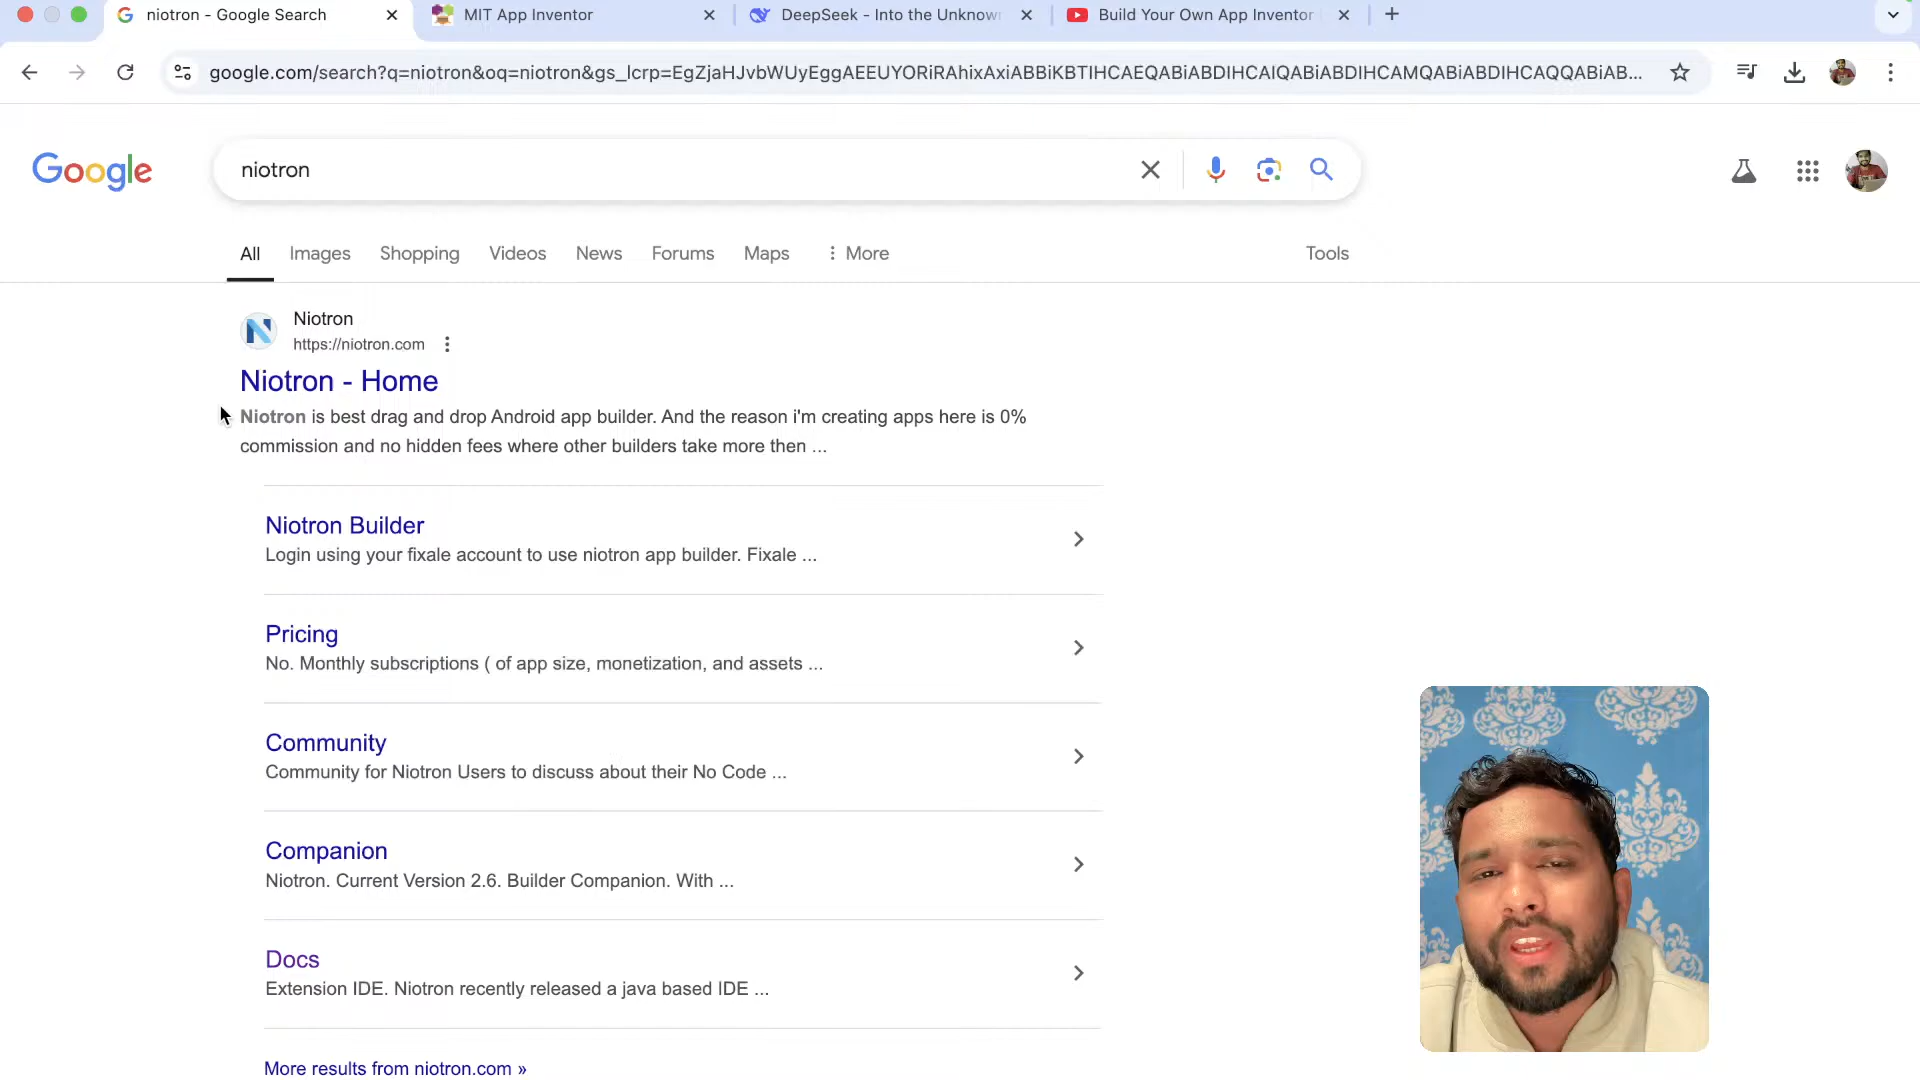 niotron - Google Search
MIT App Inventor
DeepSeek - Into the Unknown
Build Your Own App Inventor
google.com/search?q=niotron&oq=niotron&gs_lcrp=EgZjaHJvbWUyEggAEEUYORiRAhixAxiABBiKBTIHCAEQABiABDIHCAIQABiABDIHCAMQABiABDIHCAQQABiAB...
Google
niotron
All
Images
Shopping
Videos
News
Forums
Maps
More
Tools
Niotron
https://niotron.com
Niotron - Home
Niotron is best drag and drop Android app builder. And the reason i'm creating apps here is 0%
commission and no hidden fees where other builders take more then ...
Niotron Builder
Login using your fixale account to use niotron app builder. Fixale ...
Pricing
No. Monthly subscriptions ( of app size, monetization, and assets ...
Community
Community for Niotron Users to discuss about their No Code ...
Companion
Niotron. Current Version 2.6. Builder Companion. With ...
Docs
Extension IDE. Niotron recently released a java based IDE ...
More results from niotron.com »